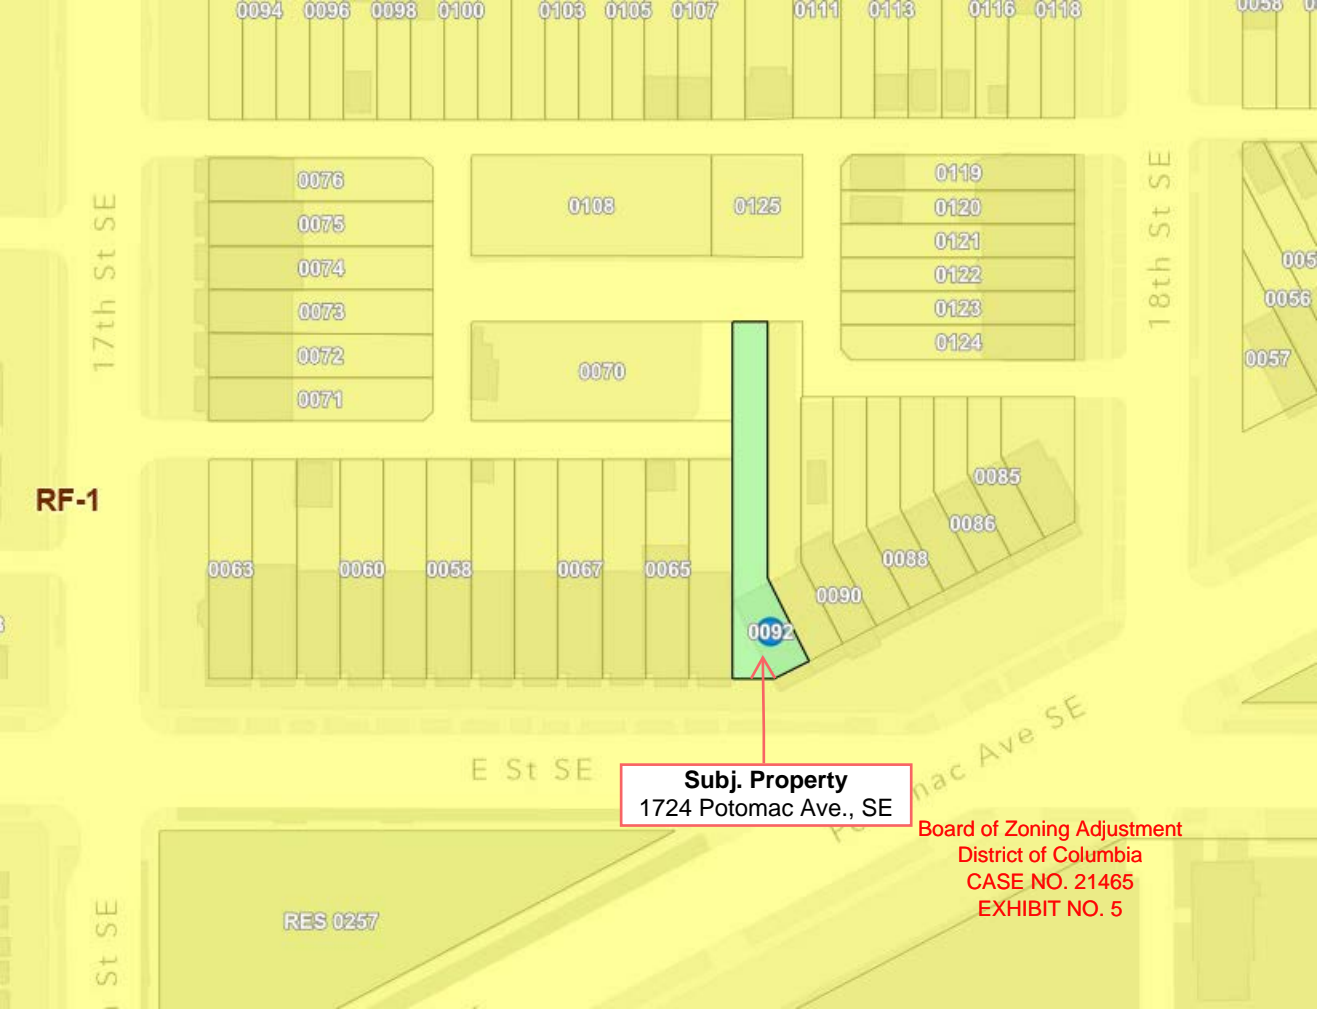 0094 0096 0098 0100 0103 0105 0107 0111 0113 0116 0118 0058
17th St SE
18th St SE
0076
0075
0074
0073
0072
0071
0108
0125
0119
0120
0121
0122
0123
0124
0056
0057
0070
RF-1
0085
0086
0088
0090
0092
0063
0060
0058
0067
0065
E St SE
Ave SE
Subj. Property
1724 Potomac Ave., SE
Board of Zoning Adjustment
District of Columbia
CASE NO. 21465
EXHIBIT NO. 5
RES 0257
St SE